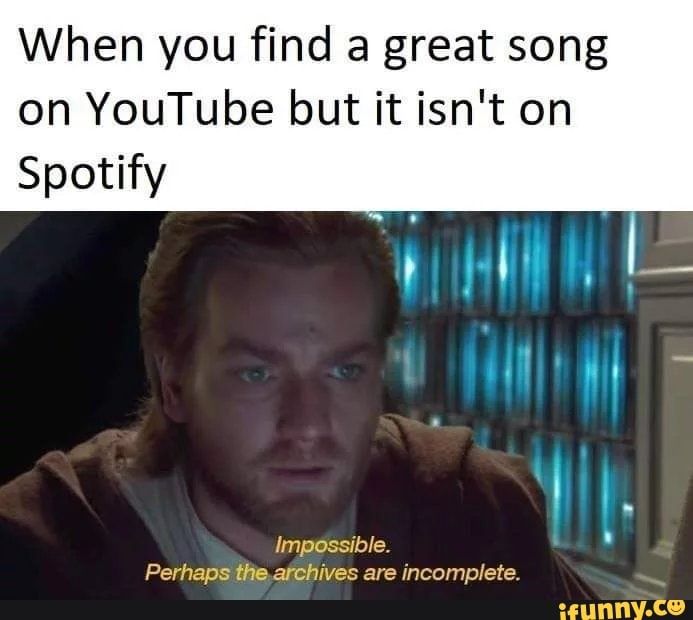 When you find a great song
on YouTube but it isn't on
Spotify
Impossible.
Perhaps the archives are incomplete.
ifunny.co